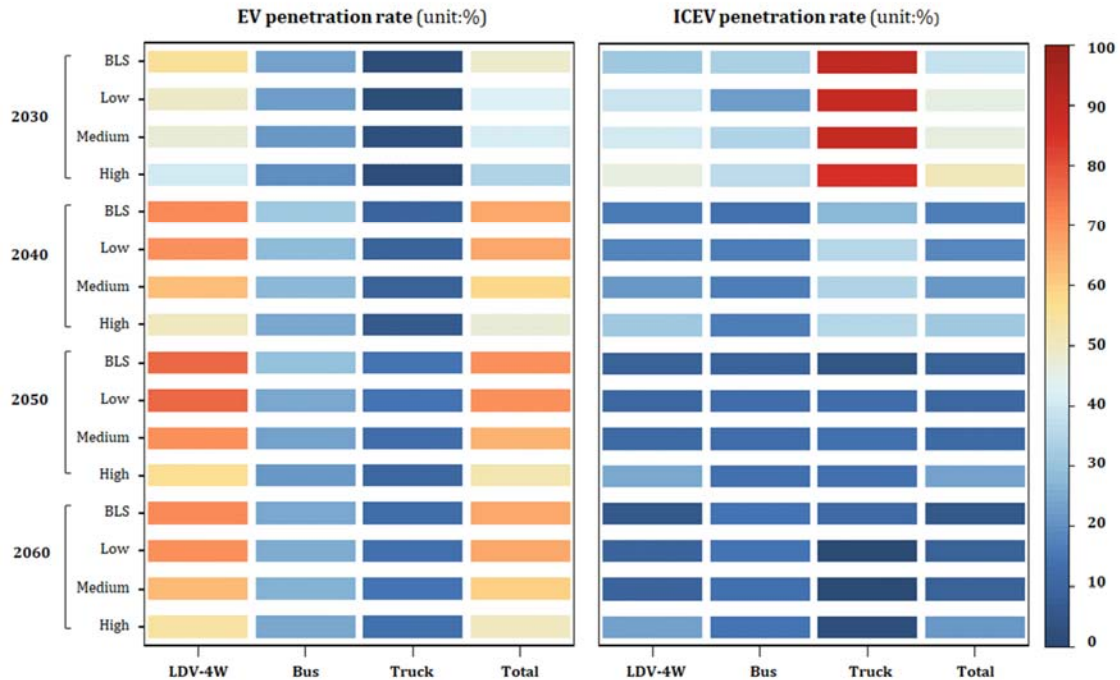 EV penetration rate (unit:%)
ICEV penetration rate (unit:%)
2030
BLS
Low
Medium
High
2040
BLS
Low
Medium
High
2050
BLS
Low
Medium
High
2060
BLS
Low
Medium
High
LDV-4W Bus Truck Total
LDV-4W Bus Truck Total
100
90
80
70
60
50
40
30
20
10
0